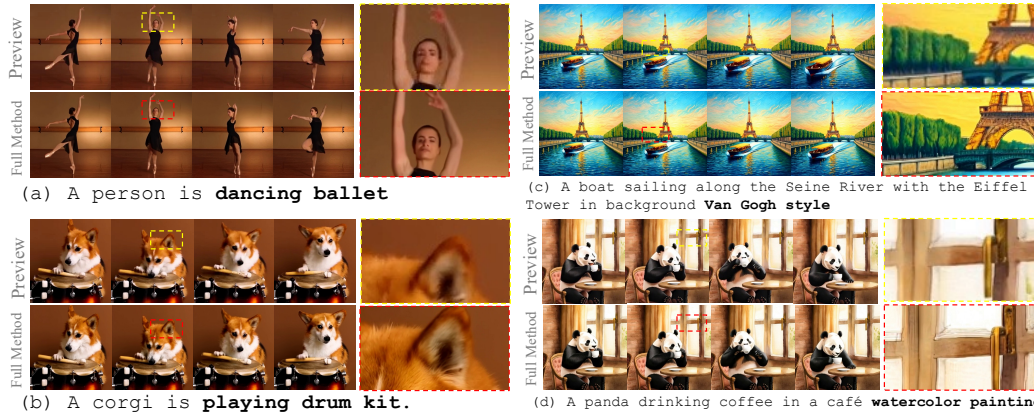 Preview
Full Method
(a) A person is dancing ballet
Preview
Full Method
(b) A corgi is playing drum kit.
Preview
Full Method
(c) A boat sailing along the Seine River with the Eiffel
Tower in background Van Gogh style
Preview
Full Method
(d) A panda drinking coffee in a café watercolor painting